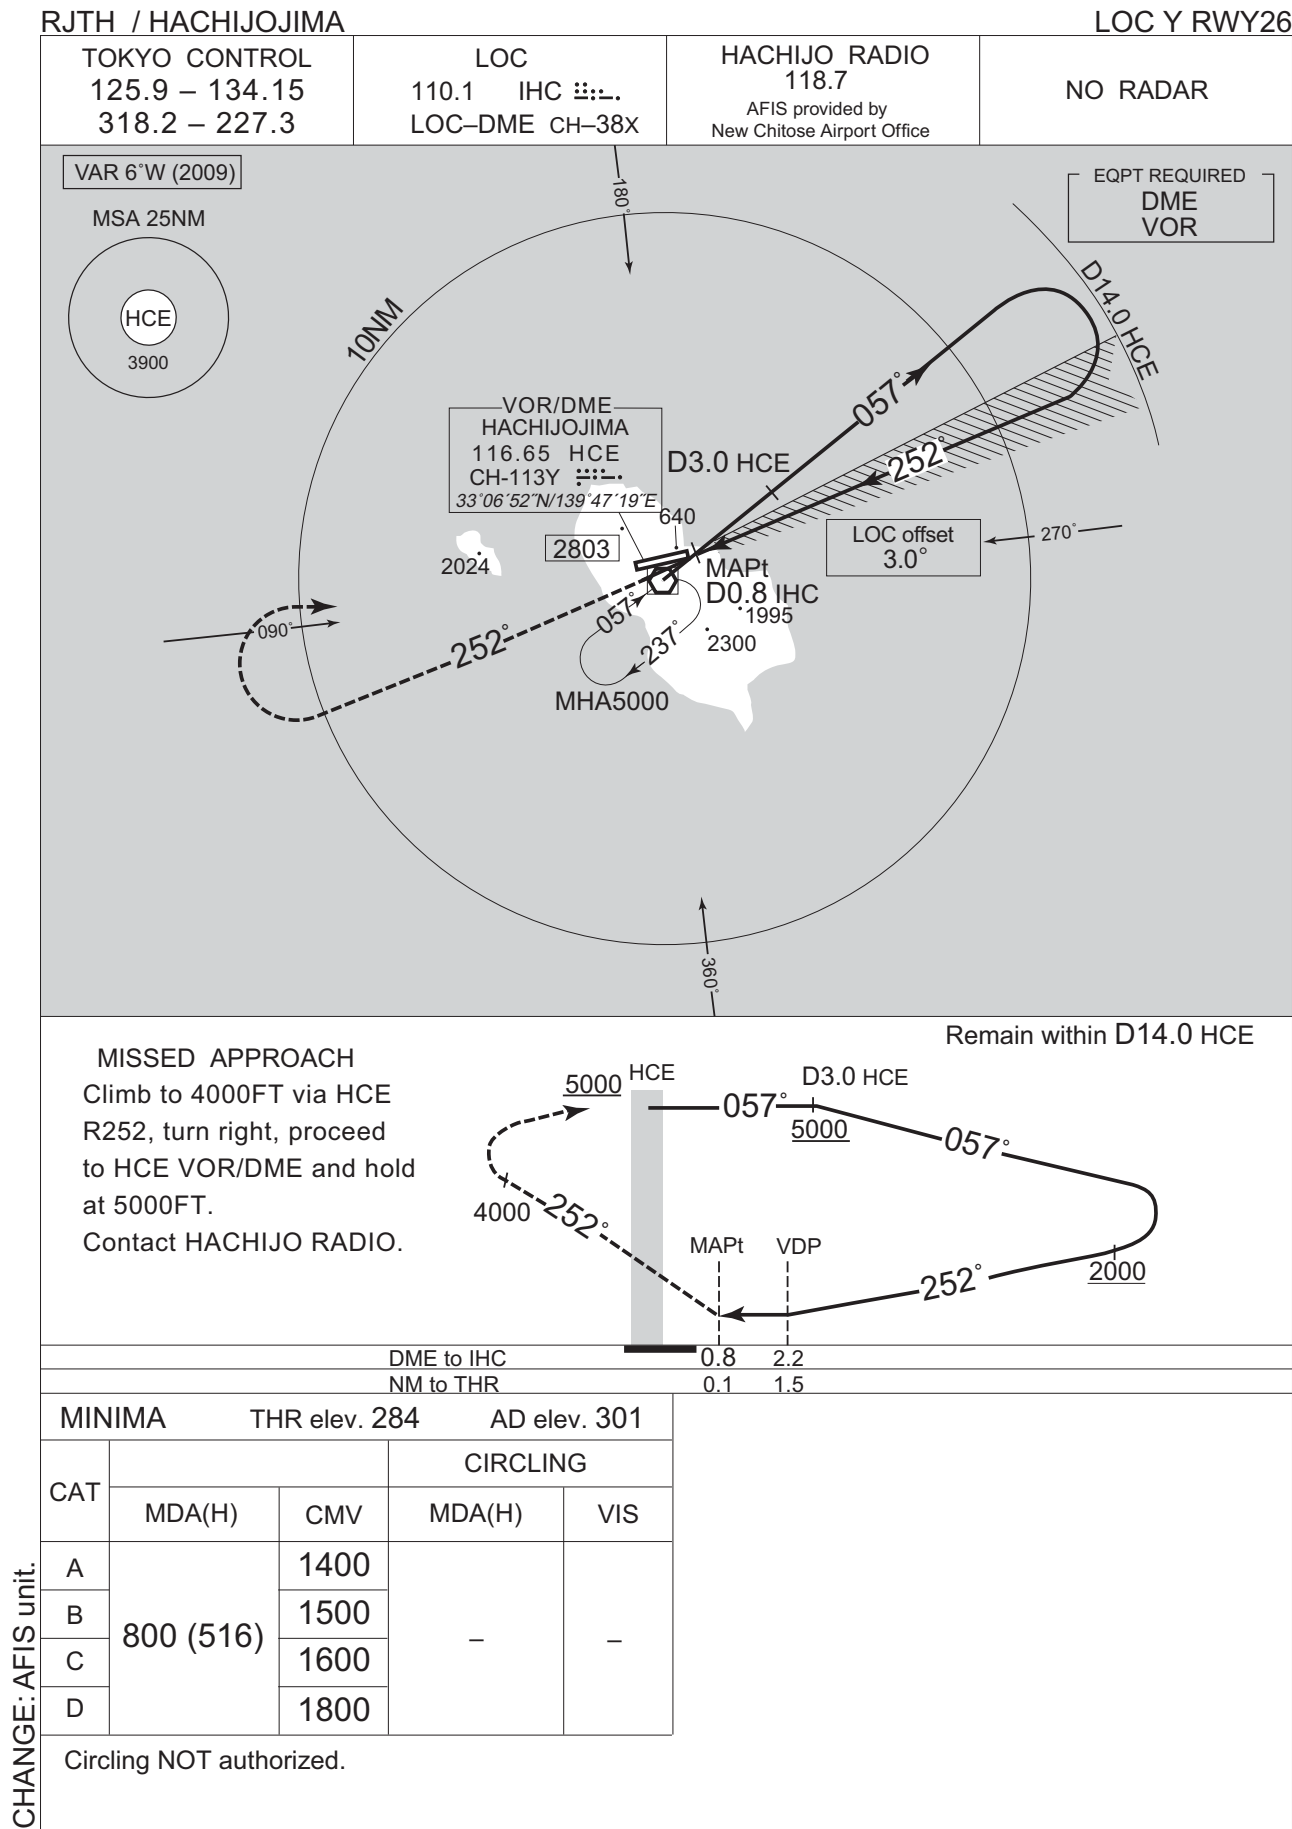 RJTH / HACHIJOJIMA
LOC Y RWY26
TOKYO CONTROL
125.9 – 134.15
318.2 – 227.3
LOC
110.1 IHC
LOC–DME CH–38X
HACHIJO RADIO
118.7
AFIS provided by
New Chitose Airport Office
NO RADAR
VAR 6°W (2009)
MSA 25NM
HCE
3900
EQPT REQUIRED
DME
VOR
180°
10NM
D14.0 HCE
057°
252°
VOR/DME
HACHIJOJIMA
116.65 HCE
CH-113Y
33°06′52″N/139°47′19″E
D3.0 HCE
640
2803
2024
LOC offset
3.0°
270°
MAPt
D0.8 IHC
1995
2300
057°
237°
MHA5000
090°
252°
360°
MISSED APPROACH
Climb to 4000FT via HCE
R252, turn right, proceed
to HCE VOR/DME and hold
at 5000FT.
Contact HACHIJO RADIO.
Remain within D14.0 HCE
5000
HCE
D3.0 HCE
057°
5000
057°
4000
252°
MAPt
VDP
252°
2000
DME to IHC 0.8 2.2
NM to THR 0.1 1.5
MINIMA THR elev. 284 AD elev. 301
CAT
CIRCLING
MDA(H) CMV MDA(H) VIS
A 1400
B 1500
800 (516) – –
C 1600
D 1800
Circling NOT authorized.
CHANGE: AFIS unit.